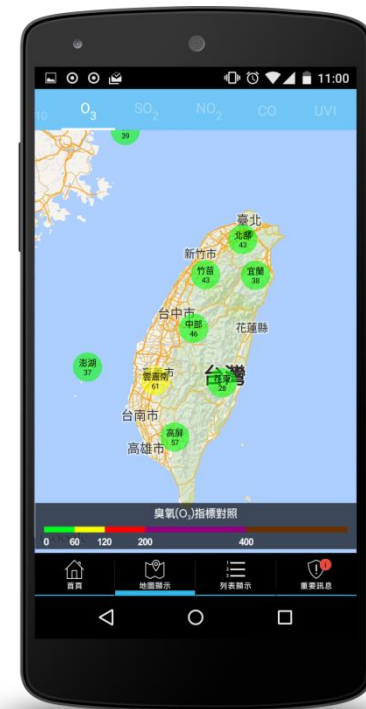 11:00
10 O₃ SO₂ NO₂ CO UVI
39
臺北
北部
43
新竹市
竹苗
43
宜蘭
38
台中市
中部
46
花蓮縣
澎湖
37
雲嘉南
61
台灣
花東
28
台南市
高屏
57
高雄市
臭氧(O₃)指標對照
0 60 120 200 400
首頁 地圖顯示 列表顯示 重要訊息